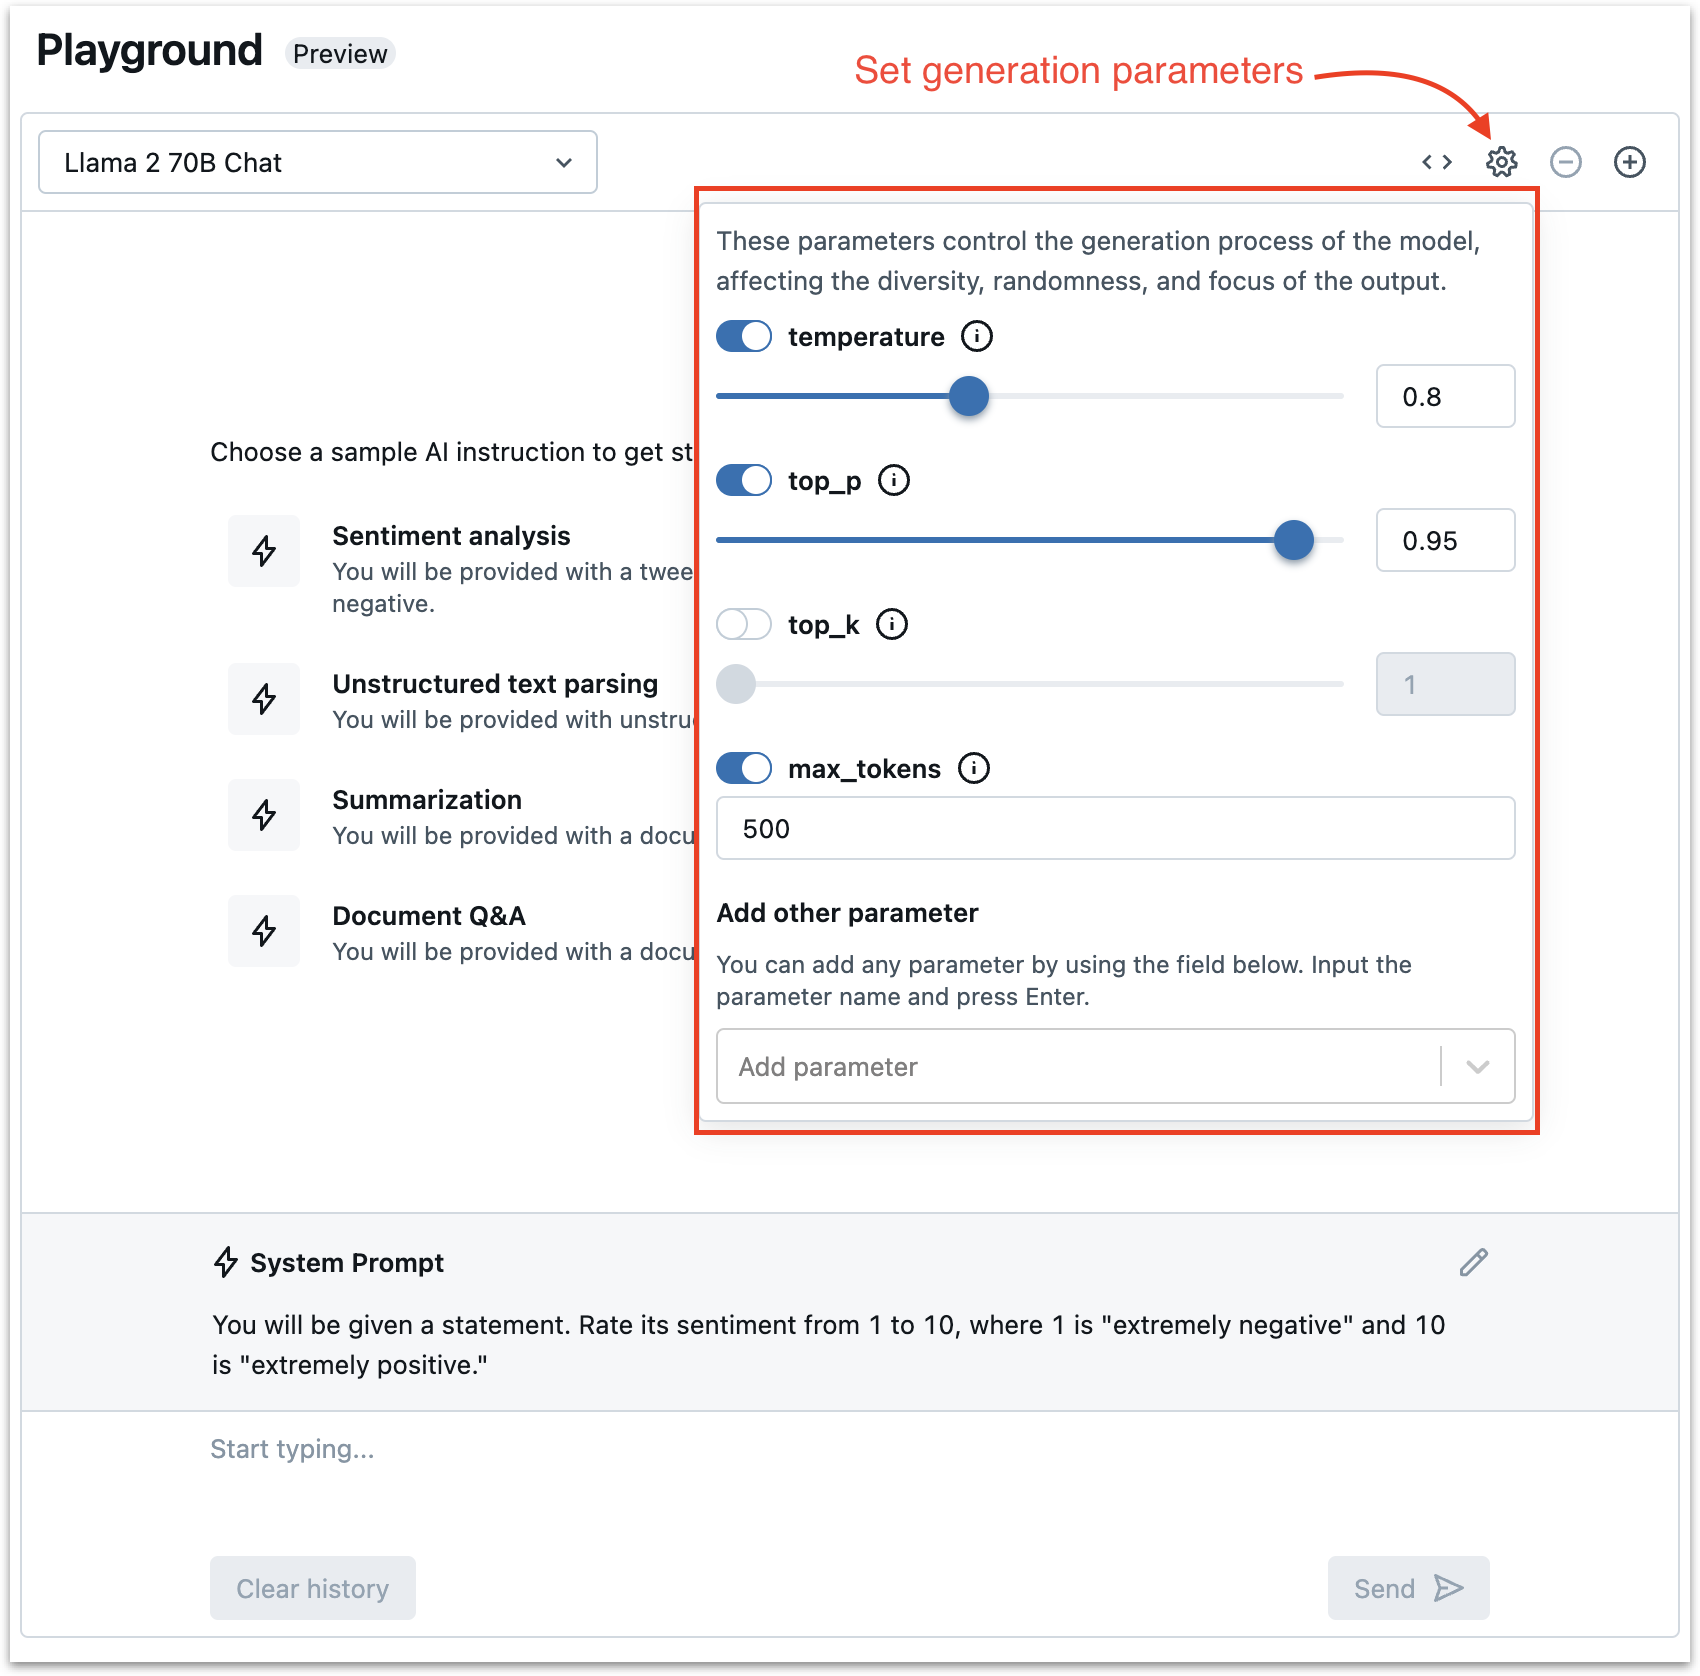 Playground Preview
Set generation parameters
Llama 2 70B Chat
These parameters control the generation process of the model,
affecting the diversity, randomness, and focus of the output.
temperature
0.8
top_p
0.95
top_k
1
max_tokens
500
Add other parameter
You can add any parameter by using the field below. Input the
parameter name and press Enter.
Add parameter
Choose a sample AI instruction to get st
Sentiment analysis
You will be provided with a twee
negative.
Unstructured text parsing
You will be provided with unstruc
Summarization
You will be provided with a docu
Document Q&A
You will be provided with a docu
System Prompt
You will be given a statement. Rate its sentiment from 1 to 10, where 1 is "extremely negative" and 10
is "extremely positive."
Start typing...
Clear history
Send